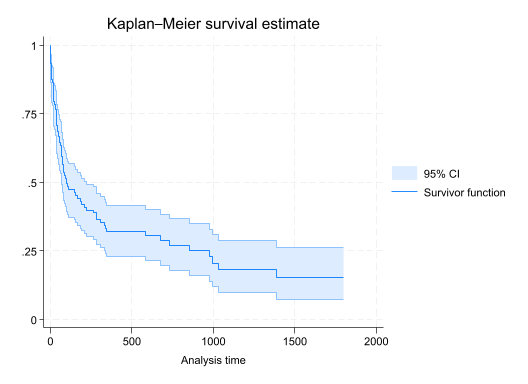 Kaplan–Meier survival estimate
1
.75
.5
.25
0
0 500 1000 1500 2000
Analysis time
95% CI
Survivor function